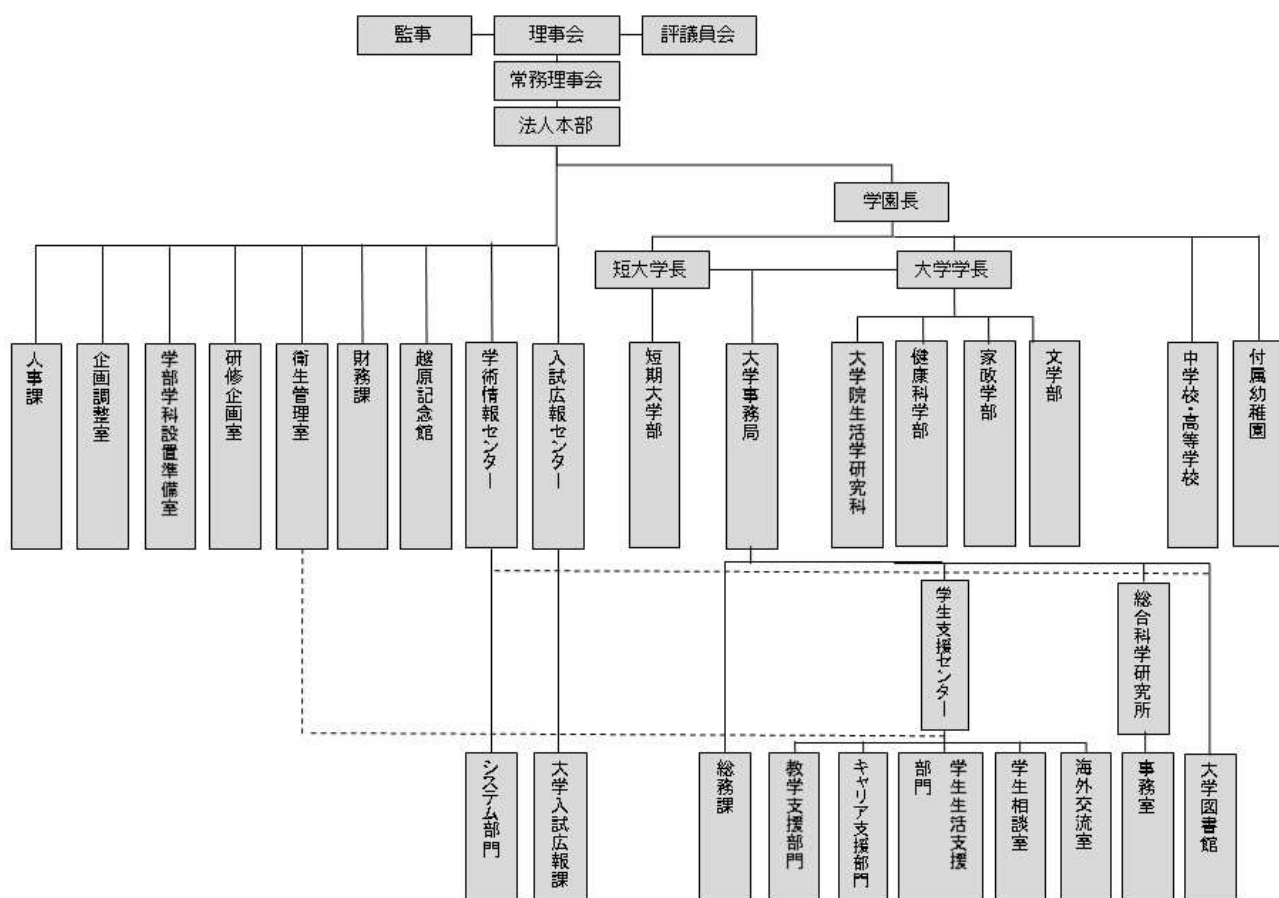 監事
理事会
評議員会
常務理事会
法人本部
学園長
短大学長
大学学長
人事課
企画調整室
学部学科設置準備室
研修企画室
衛生管理室
財務課
越原記念館
学術情報センター
入試広報センター
短期大学部
大学事務局
大学院生活学研究科
健康科学部
家政学部
文学部
中学校・高等学校
付属幼稚園
学生支援センター
総合科学研究所
システム部門
大学入試広報課
総務課
教学支援部門
キャリア支援部門
学生生活支援
部門
学生相談室
海外交流室
事務室
大学図書館